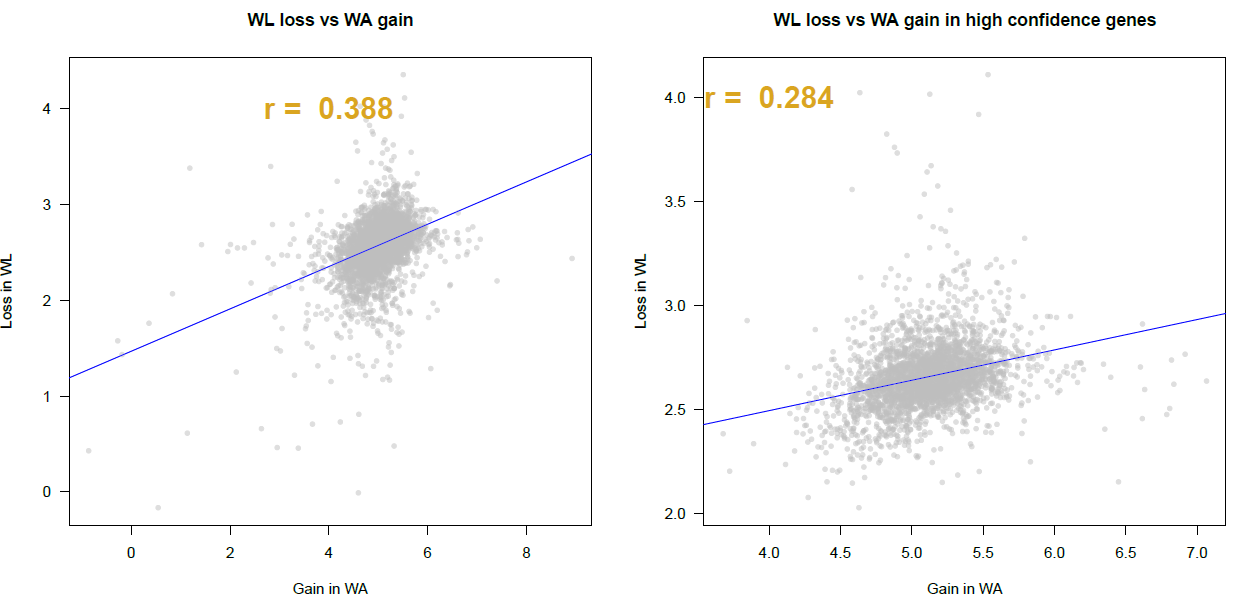 WL loss vs WA gain
r = 0.388
Loss in WL
4
3
2
1
0
0 2 4 6 8
Gain in WA
WL loss vs WA gain in high confidence genes
r = 0.284
Loss in WL
4.0
3.5
3.0
2.5
2.0
4.0 4.5 5.0 5.5 6.0 6.5 7.0
Gain in WA